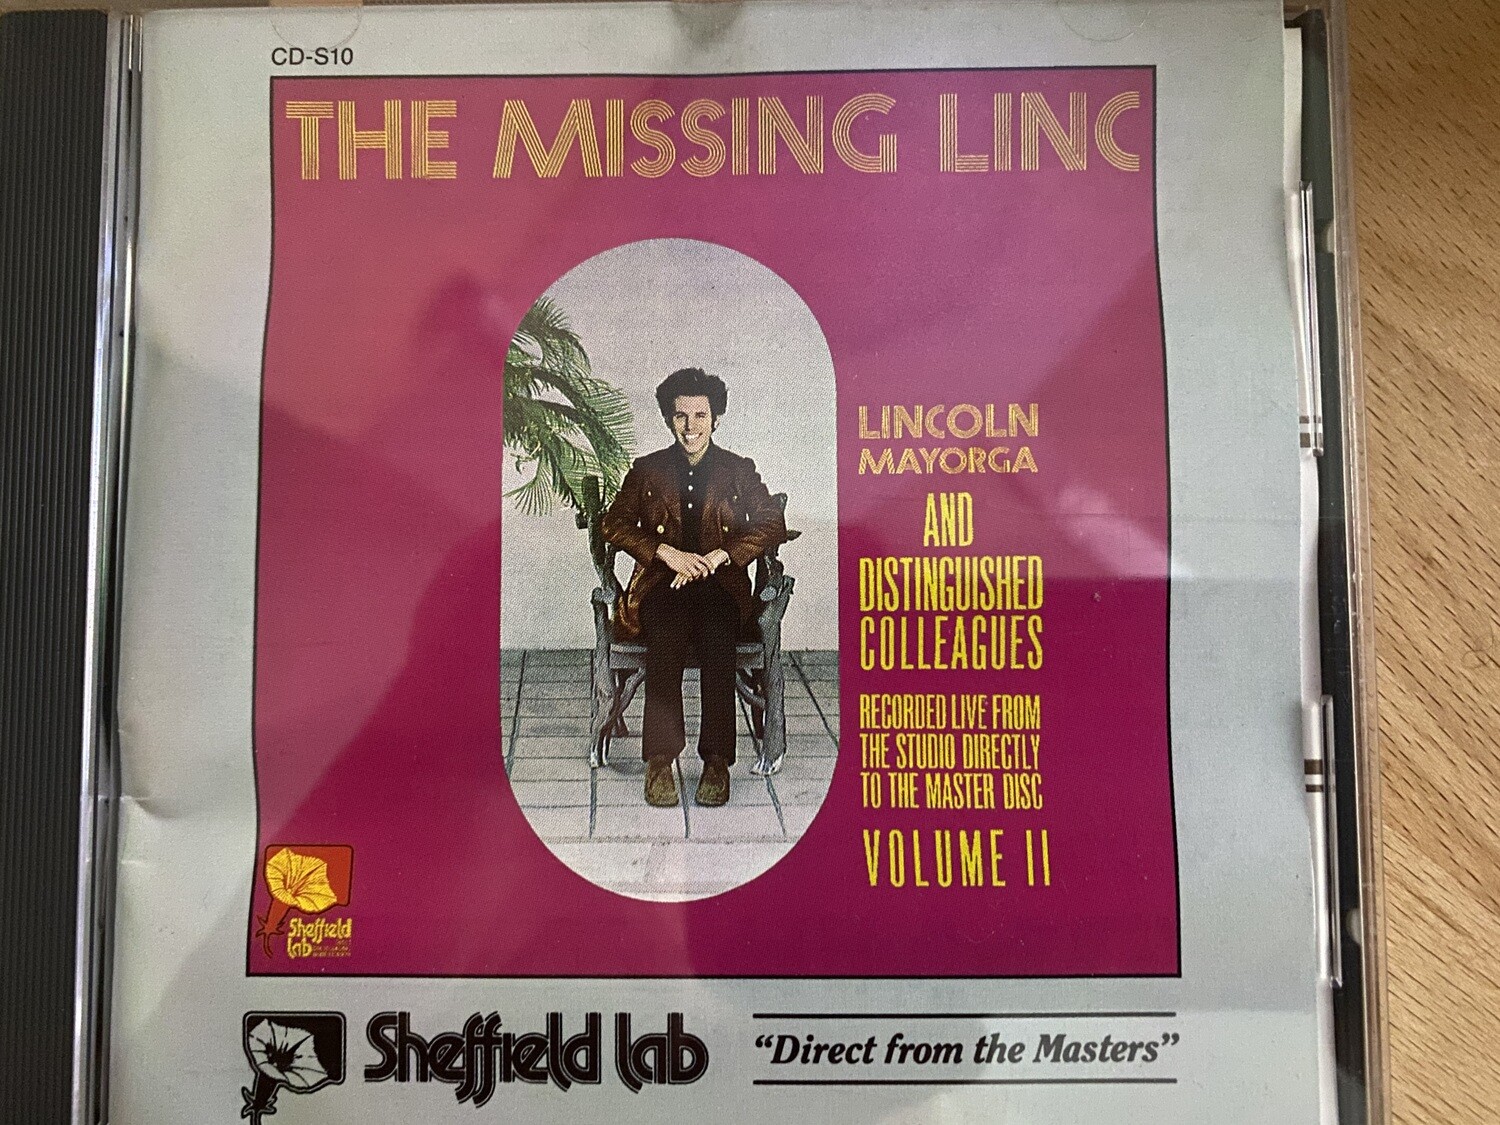 CD-S10
THE MISSING LINC
LINCOLN
MAYORGA
AND
DISTINGUISHED
COLLEAGUES
RECORDED LIVE FROM
THE STUDIO DIRECTLY
TO THE MASTER DISC
VOLUME II
Sheffield
lab
Sheffield lab
“Direct from the Masters”